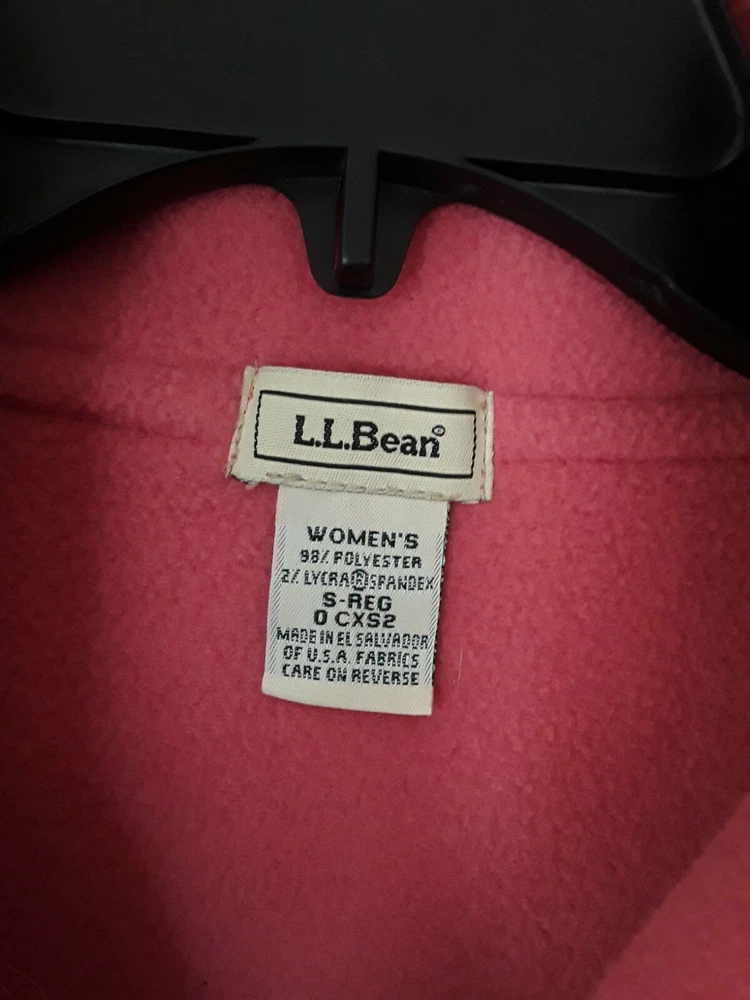 L.L.Bean®
WOMEN'S
98% POLYESTER
2% LYCRA® SPANDEX
S-REG
0 CXS2
MADE IN EL SALVADOR
OF U.S.A. FABRICS
CARE ON REVERSE